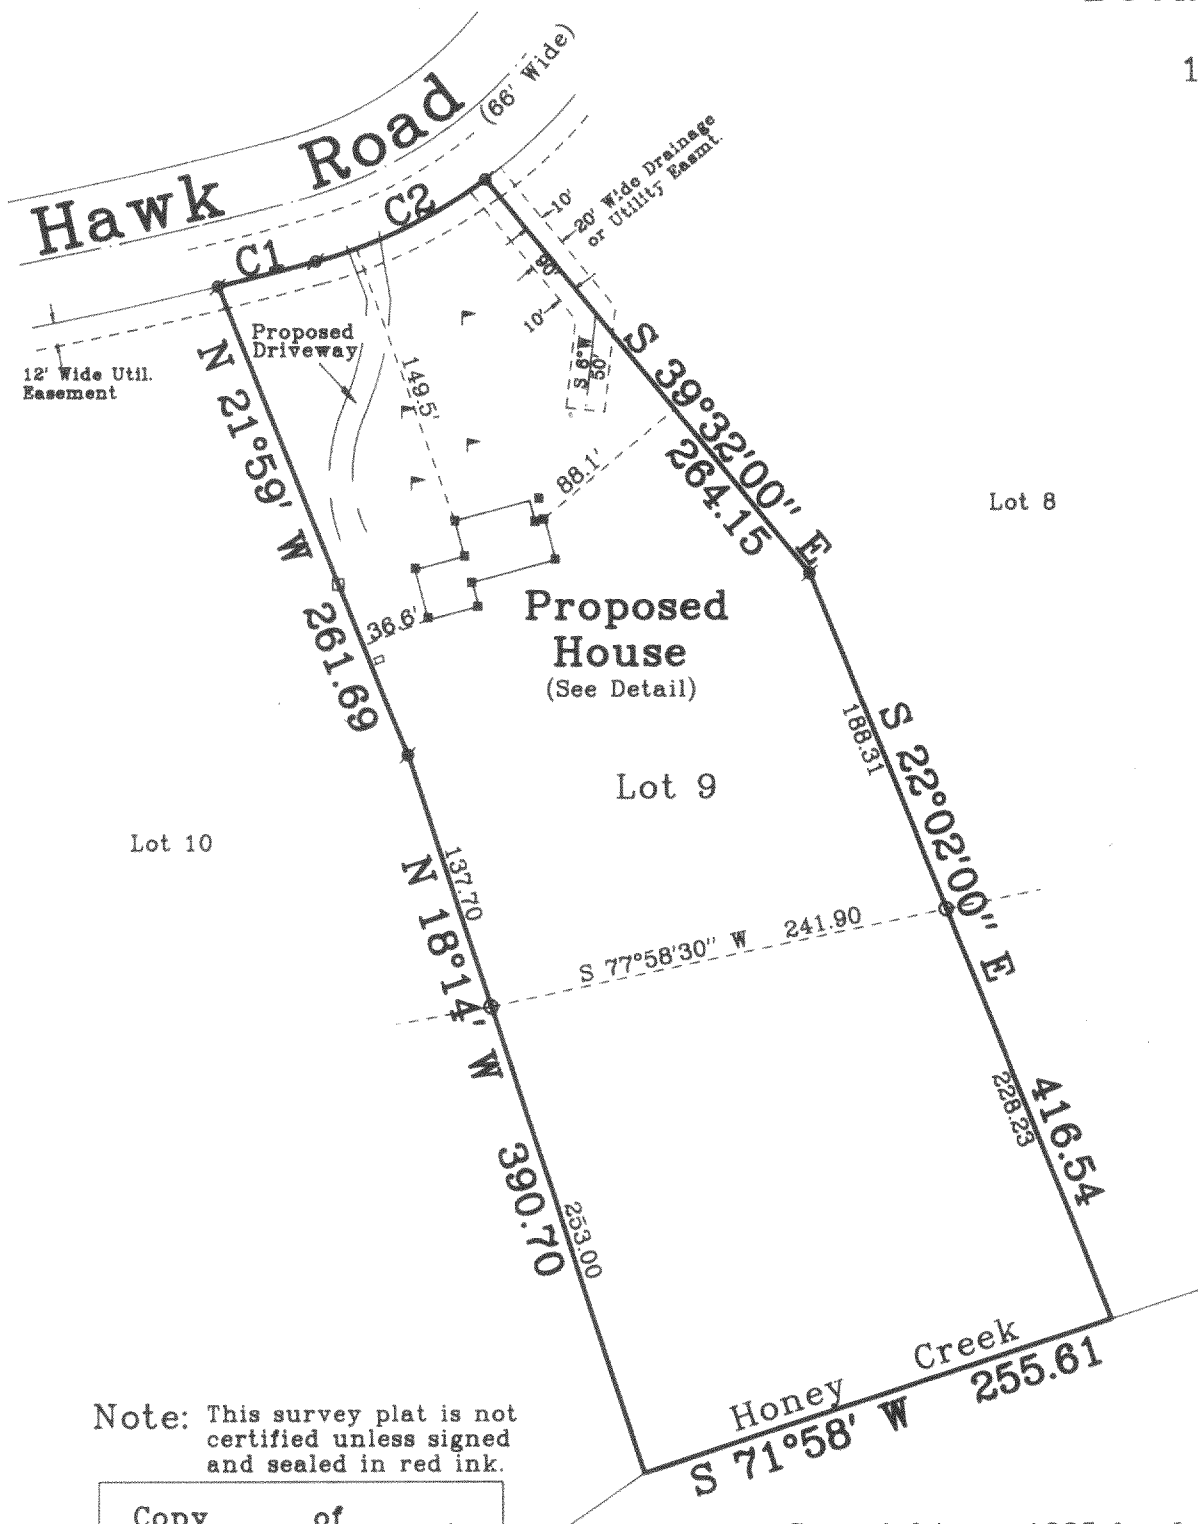 Hawk Road
(66' Wide)
C1
C2
10'
20' Wide Drainage
or Utility Easmt.
90'
10'
S 6° W
50'
Proposed
Driveway
12' Wide Util.
Easement
149.5'
88.1'
N 21°59' W 261.69
S 39°32'00" E
264.15
Lot 8
36.6'
Proposed
House
(See Detail)
Lot 9
Lot 10
188.31
S 22°02'00" E 416.54
137.70
N 18°14' W 390.70
S 77°58'30" W 241.90
228.23
253.00
Honey Creek
S 71°58' W 255.61
Note: This survey plat is not
certified unless signed
and sealed in red ink.
Copy of